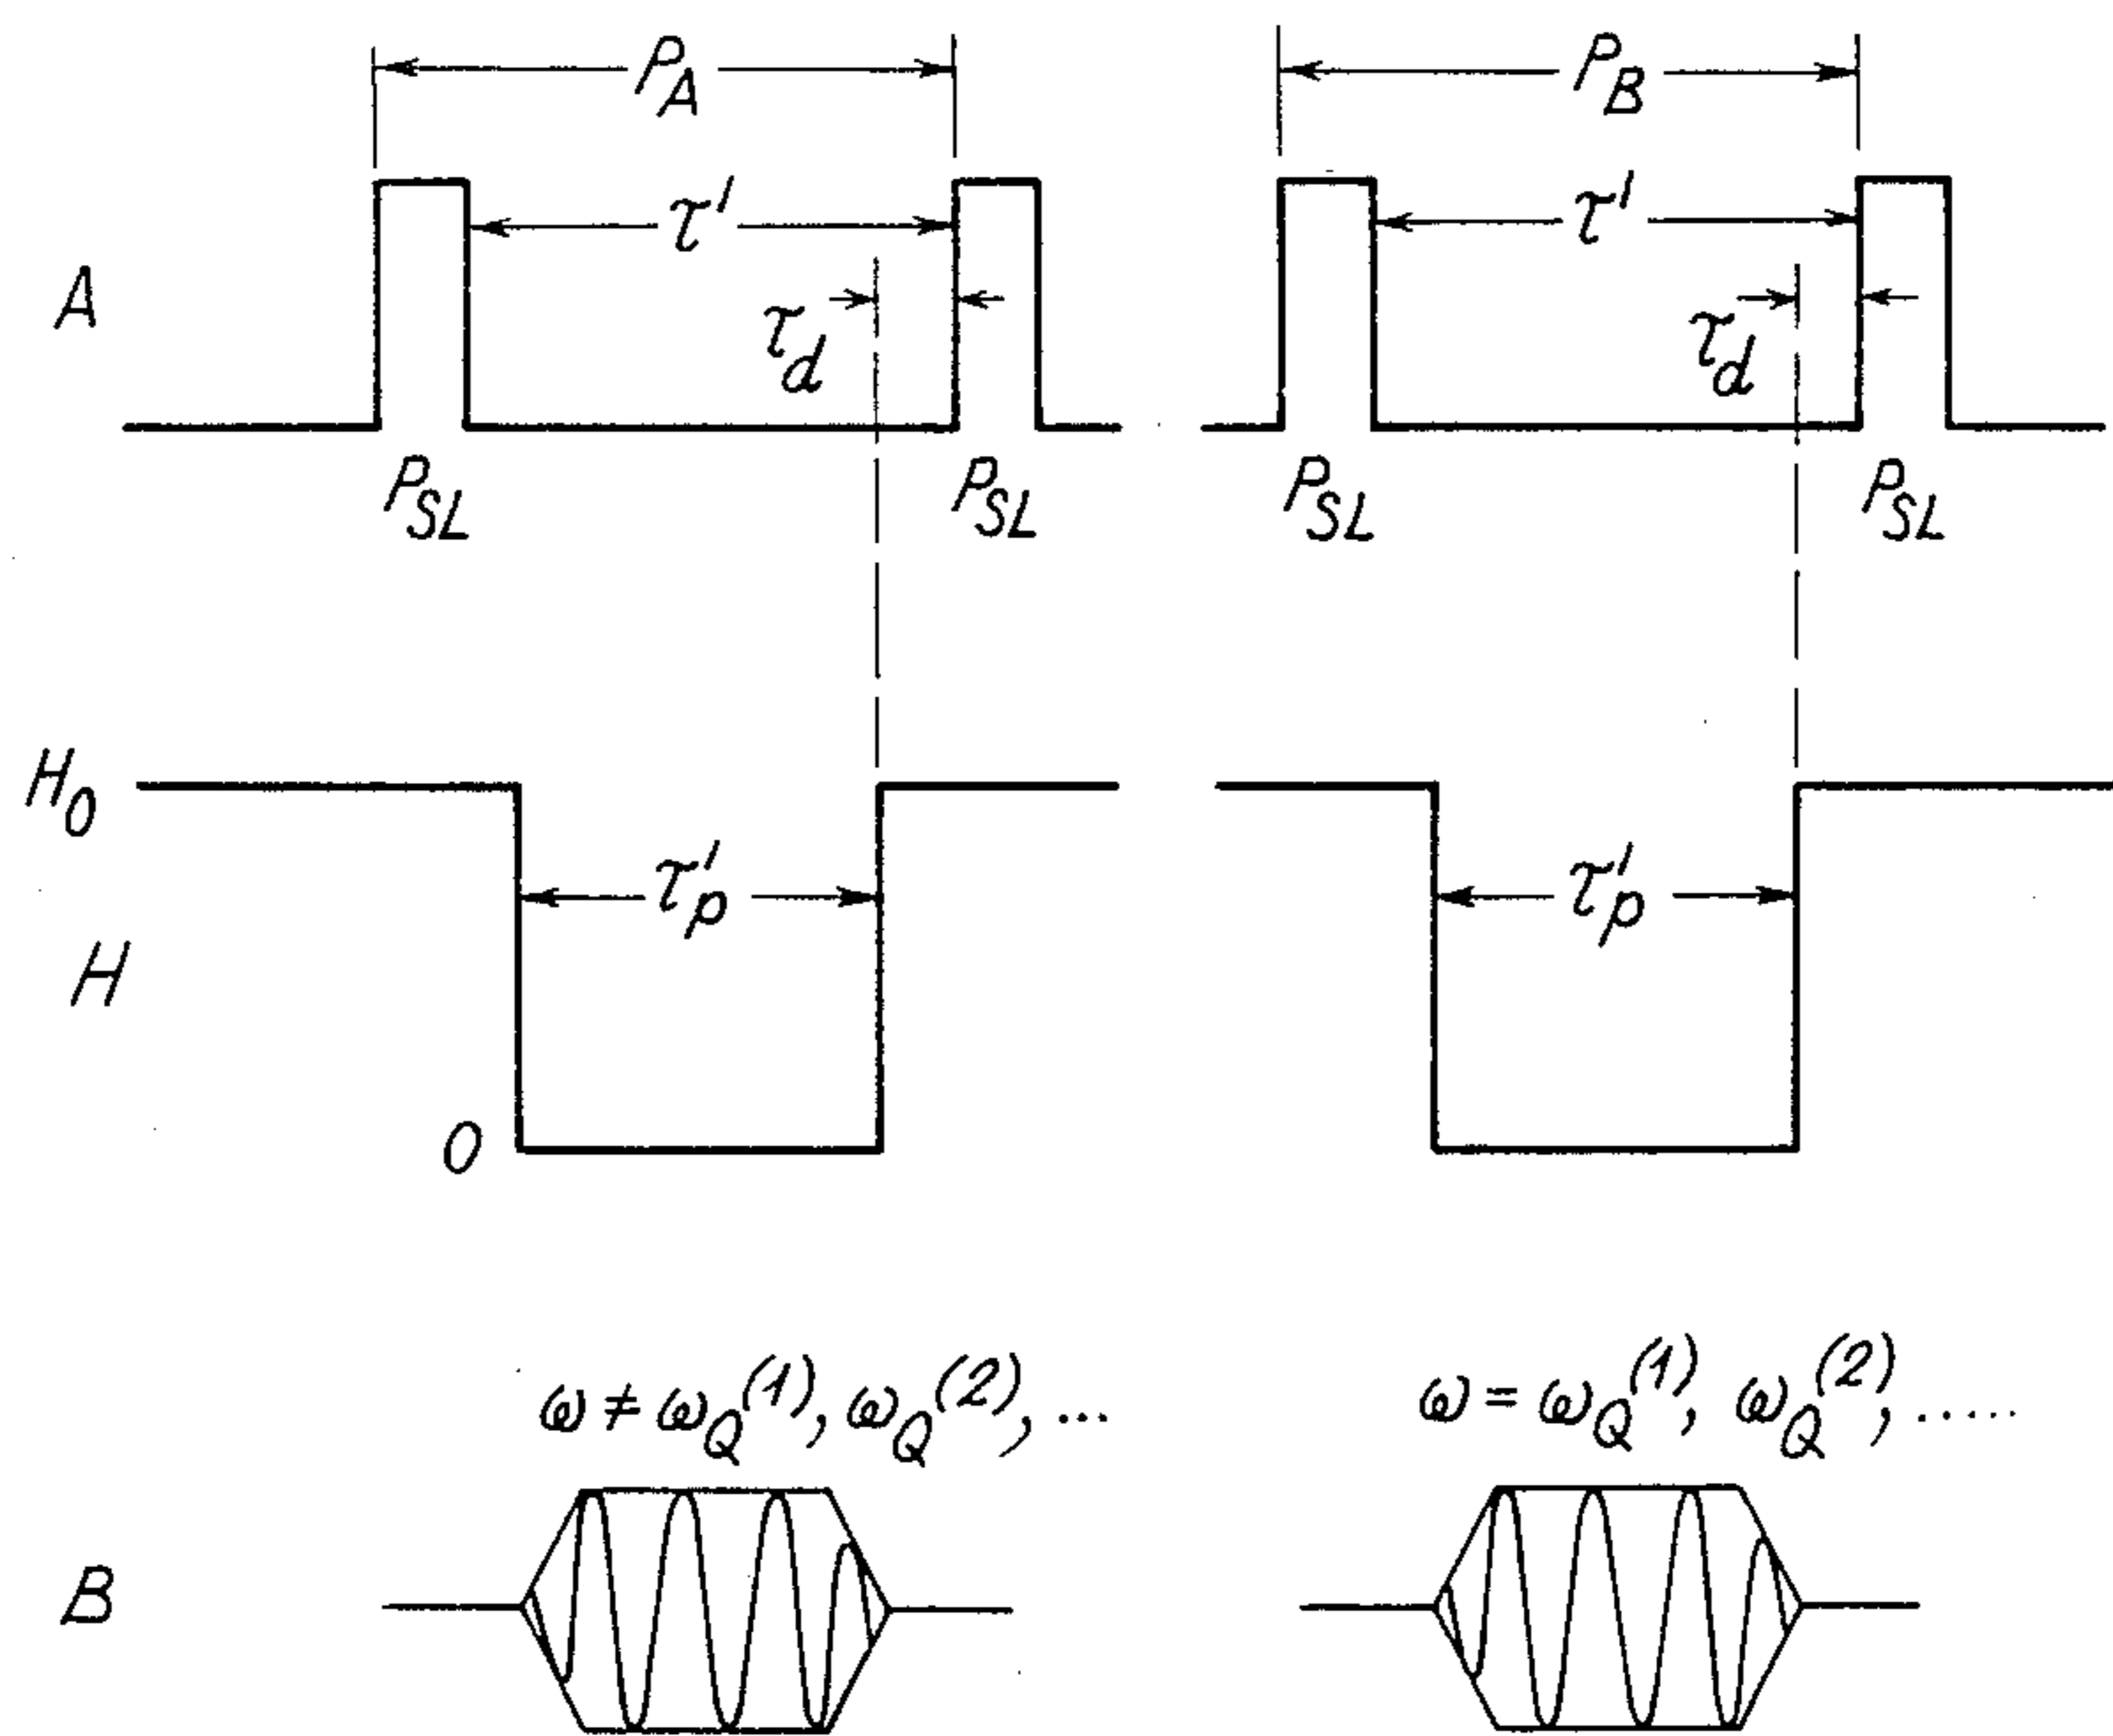 P_A P_B
τ' τ'
A τ_d τ_d
P_SL P_SL P_SL P_SL
H_0
τ'_p τ'_p
H
0
ω ≠ ω_Q^(1), ω_Q^(2), ... ω = ω_Q^(1), ω_Q^(2), .....
B